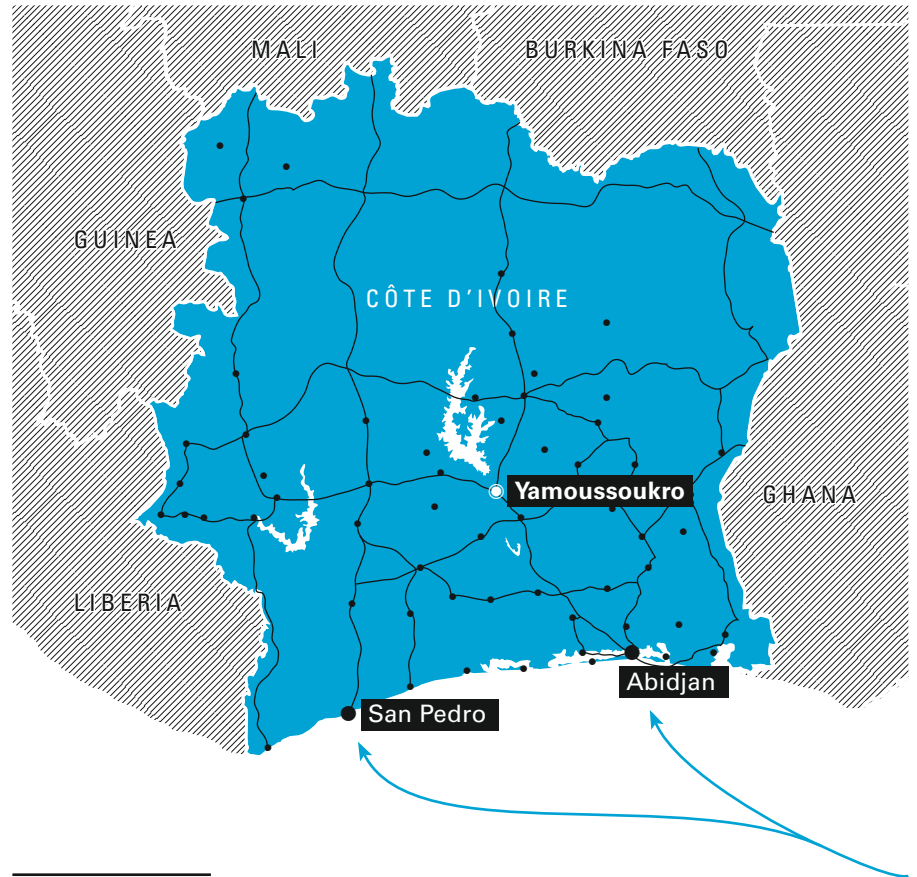 MALI
BURKINA FASO
GUINEA
CÔTE D'IVOIRE
Yamoussoukro
GHANA
LIBERIA
Abidjan
San Pedro